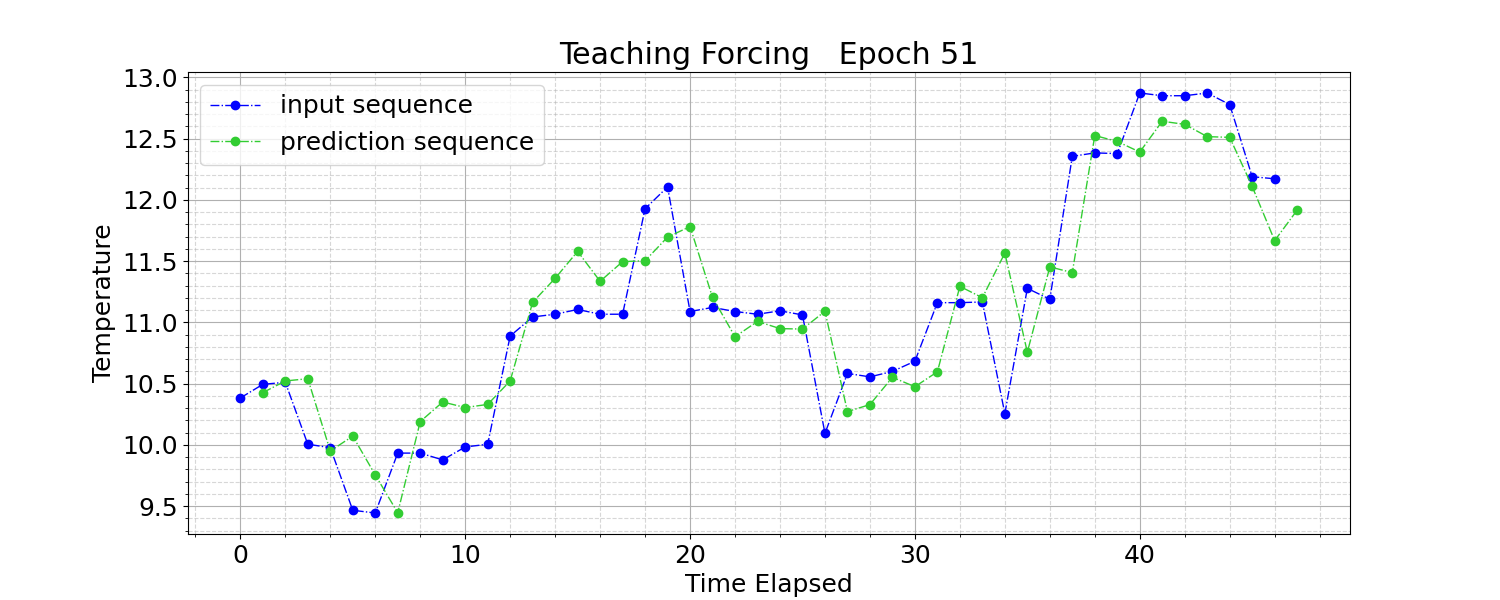 Teaching Forcing   Epoch 51
input sequence
prediction sequence
Temperature
13.0
12.5
12.0
11.5
11.0
10.5
10.0
9.5
0 10 20 30 40
Time Elapsed